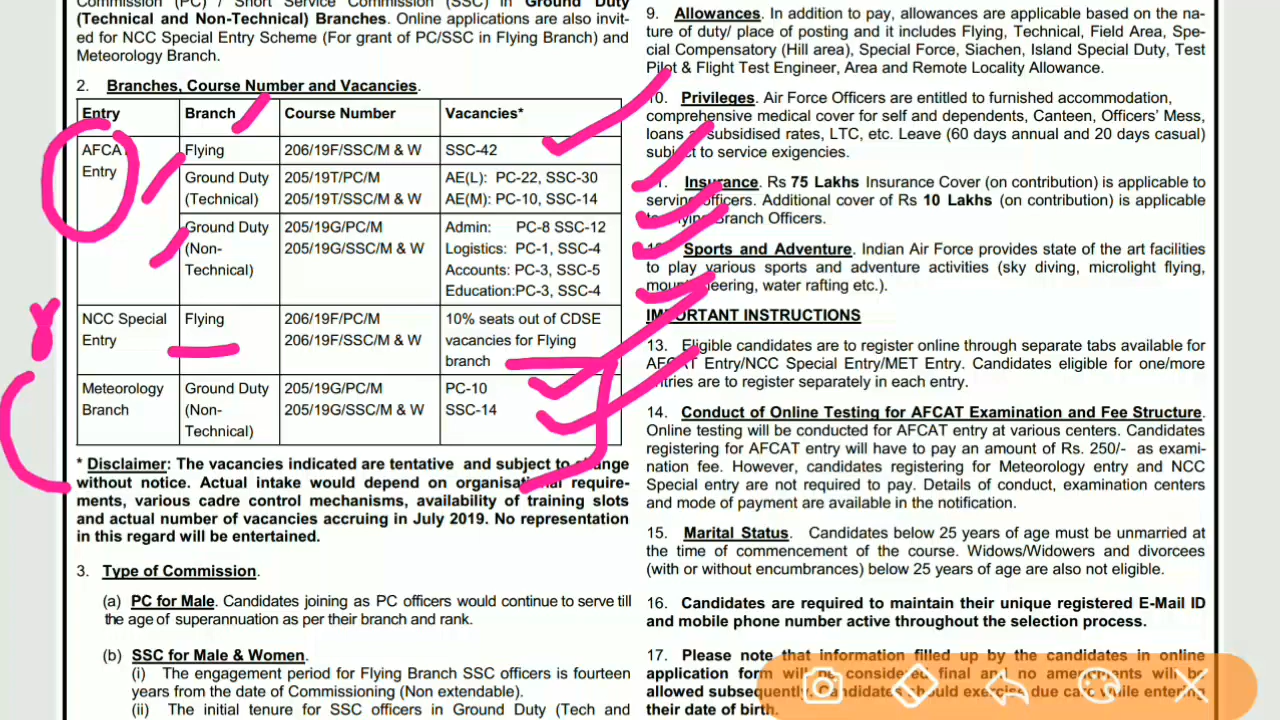 Commission (PC) / Short Service Commission (SSC) in Ground Duty
(Technical and Non-Technical) Branches. Online applications are also invit-
ed for NCC Special Entry Scheme (For grant of PC/SSC in Flying Branch) and
Meteorology Branch.
2. Branches, Course Number and Vacancies.
Entry Branch Course Number Vacancies*
AFCAT Entry
Flying 206/19F/SSC/M & W SSC-42
Ground Duty 205/19T/PC/M AE(L): PC-22, SSC-30
(Technical) 205/19T/SSC/M & W AE(M): PC-10, SSC-14
Ground Duty 205/19G/PC/M Admin: PC-8 SSC-12
(Non- 205/19G/SSC/M & W Logistics: PC-1, SSC-4
Technical) Accounts: PC-3, SSC-5
Education:PC-3, SSC-4
NCC Special Flying 206/19F/PC/M 10% seats out of CDSE
Entry 206/19F/SSC/M & W vacancies for Flying
branch
Meteorology Ground Duty 205/19G/PC/M PC-10
Branch (Non- 205/19G/SSC/M & W SSC-14
Technical)
* Disclaimer: The vacancies indicated are tentative and subject to change
without notice. Actual intake would depend on organisational require-
ments, various cadre control mechanisms, availability of training slots
and actual number of vacancies accruing in July 2019. No representation
in this regard will be entertained.
3. Type of Commission.
(a) PC for Male. Candidates joining as PC officers would continue to serve till
the age of superannuation as per their branch and rank.
(b) SSC for Male & Women.
(i) The engagement period for Flying Branch SSC officers is fourteen
years from the date of Commissioning (Non extendable).
(ii) The initial tenure for SSC officers in Ground Duty (Tech and
9. Allowances. In addition to pay, allowances are applicable based on the na-
ture of duty/ place of posting and it includes Flying, Technical, Field Area, Spe-
cial Compensatory (Hill area), Special Force, Siachen, Island Special Duty, Test
Pilot & Flight Test Engineer, Area and Remote Locality Allowance.
10. Privileges. Air Force Officers are entitled to furnished accommodation,
comprehensive medical cover for self and dependents, Canteen, Officers' Mess,
loans at subsidised rates, LTC, etc. Leave (60 days annual and 20 days casual)
subject to service exigencies.
11. Insurance. Rs 75 Lakhs Insurance Cover (on contribution) is applicable to
serving officers. Additional cover of Rs 10 Lakhs (on contribution) is applicable
to Flying Branch Officers.
12. Sports and Adventure. Indian Air Force provides state of the art facilities
to play various sports and adventure activities (sky diving, microlight flying,
mountaineering, water rafting etc.).
IMPORTANT INSTRUCTIONS
13. Eligible candidates are to register online through separate tabs available for
AFCAT Entry/NCC Special Entry/MET Entry. Candidates eligible for one/more
entries are to register separately in each entry.
14. Conduct of Online Testing for AFCAT Examination and Fee Structure.
Online testing will be conducted for AFCAT entry at various centers. Candidates
registering for AFCAT entry will have to pay an amount of Rs. 250/- as exami-
nation fee. However, candidates registering for Meteorology entry and NCC
Special entry are not required to pay. Details of conduct, examination centers
and mode of payment are available in the notification.
15. Marital Status. Candidates below 25 years of age must be unmarried at
the time of commencement of the course. Widows/Widowers and divorcees
(with or without encumbrances) below 25 years of age are also not eligible.
16. Candidates are required to maintain their unique registered E-Mail ID
and mobile phone number active throughout the selection process.
17. Please note that information filled up by the candidates in online
application form will be considered final and no amendments will be
allowed subsequently. Candidates should exercise due care while entering
their date of birth.